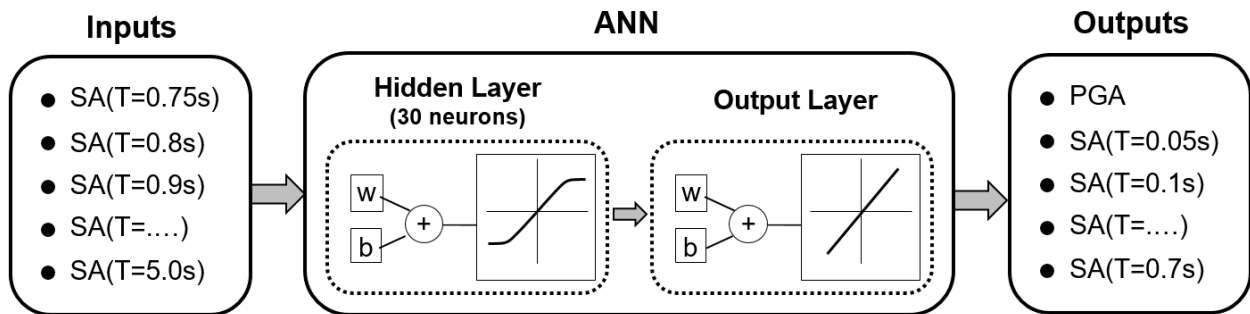 Inputs
SA(T=0.75s)
SA(T=0.8s)
SA(T=0.9s)
SA(T=....)
SA(T=5.0s)
ANN
Hidden Layer
(30 neurons)
w
+
b
Output Layer
w
+
b
Outputs
PGA
SA(T=0.05s)
SA(T=0.1s)
SA(T=....)
SA(T=0.7s)